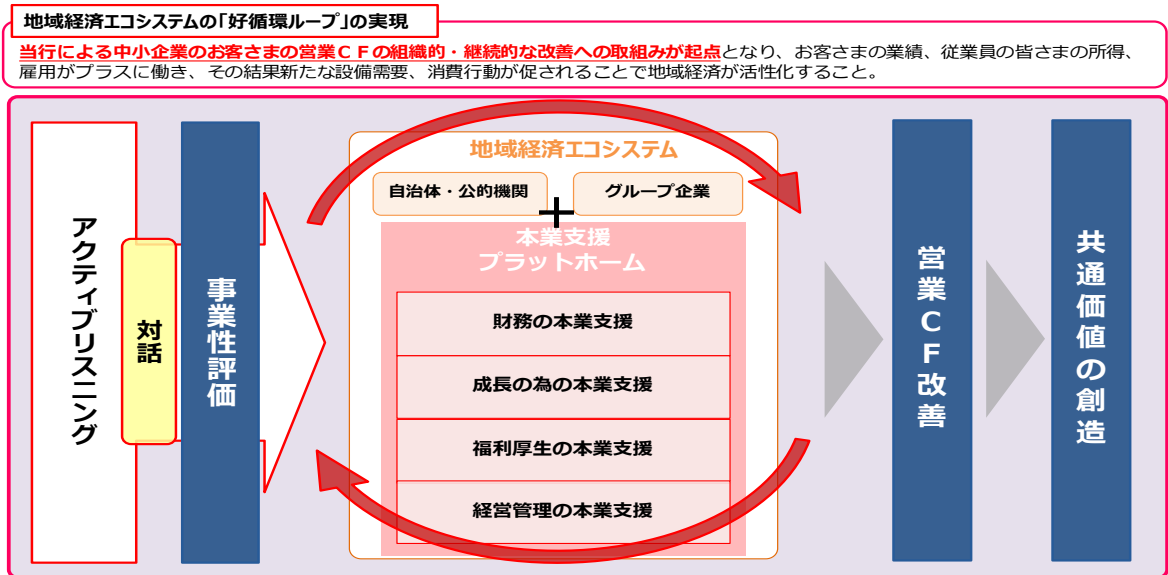 地域経済エコシステムの「好循環ループ」の実現
当行による中小企業のお客さまの営業ＣＦの組織的・継続的な改善への取組みが起点となり、お客さまの業績、従業員の皆さまの所得、
雇用がプラスに働き、その結果新たな設備需要、消費行動が促されることで地域経済が活性化すること。
アクティブリスニング
対話
事業性評価
地域経済エコシステム
自治体・公的機関
グループ企業
＋
本業支援
プラットホーム
財務の本業支援
成長の為の本業支援
福利厚生の本業支援
経営管理の本業支援
営業ＣＦ改善
共通価値の創造